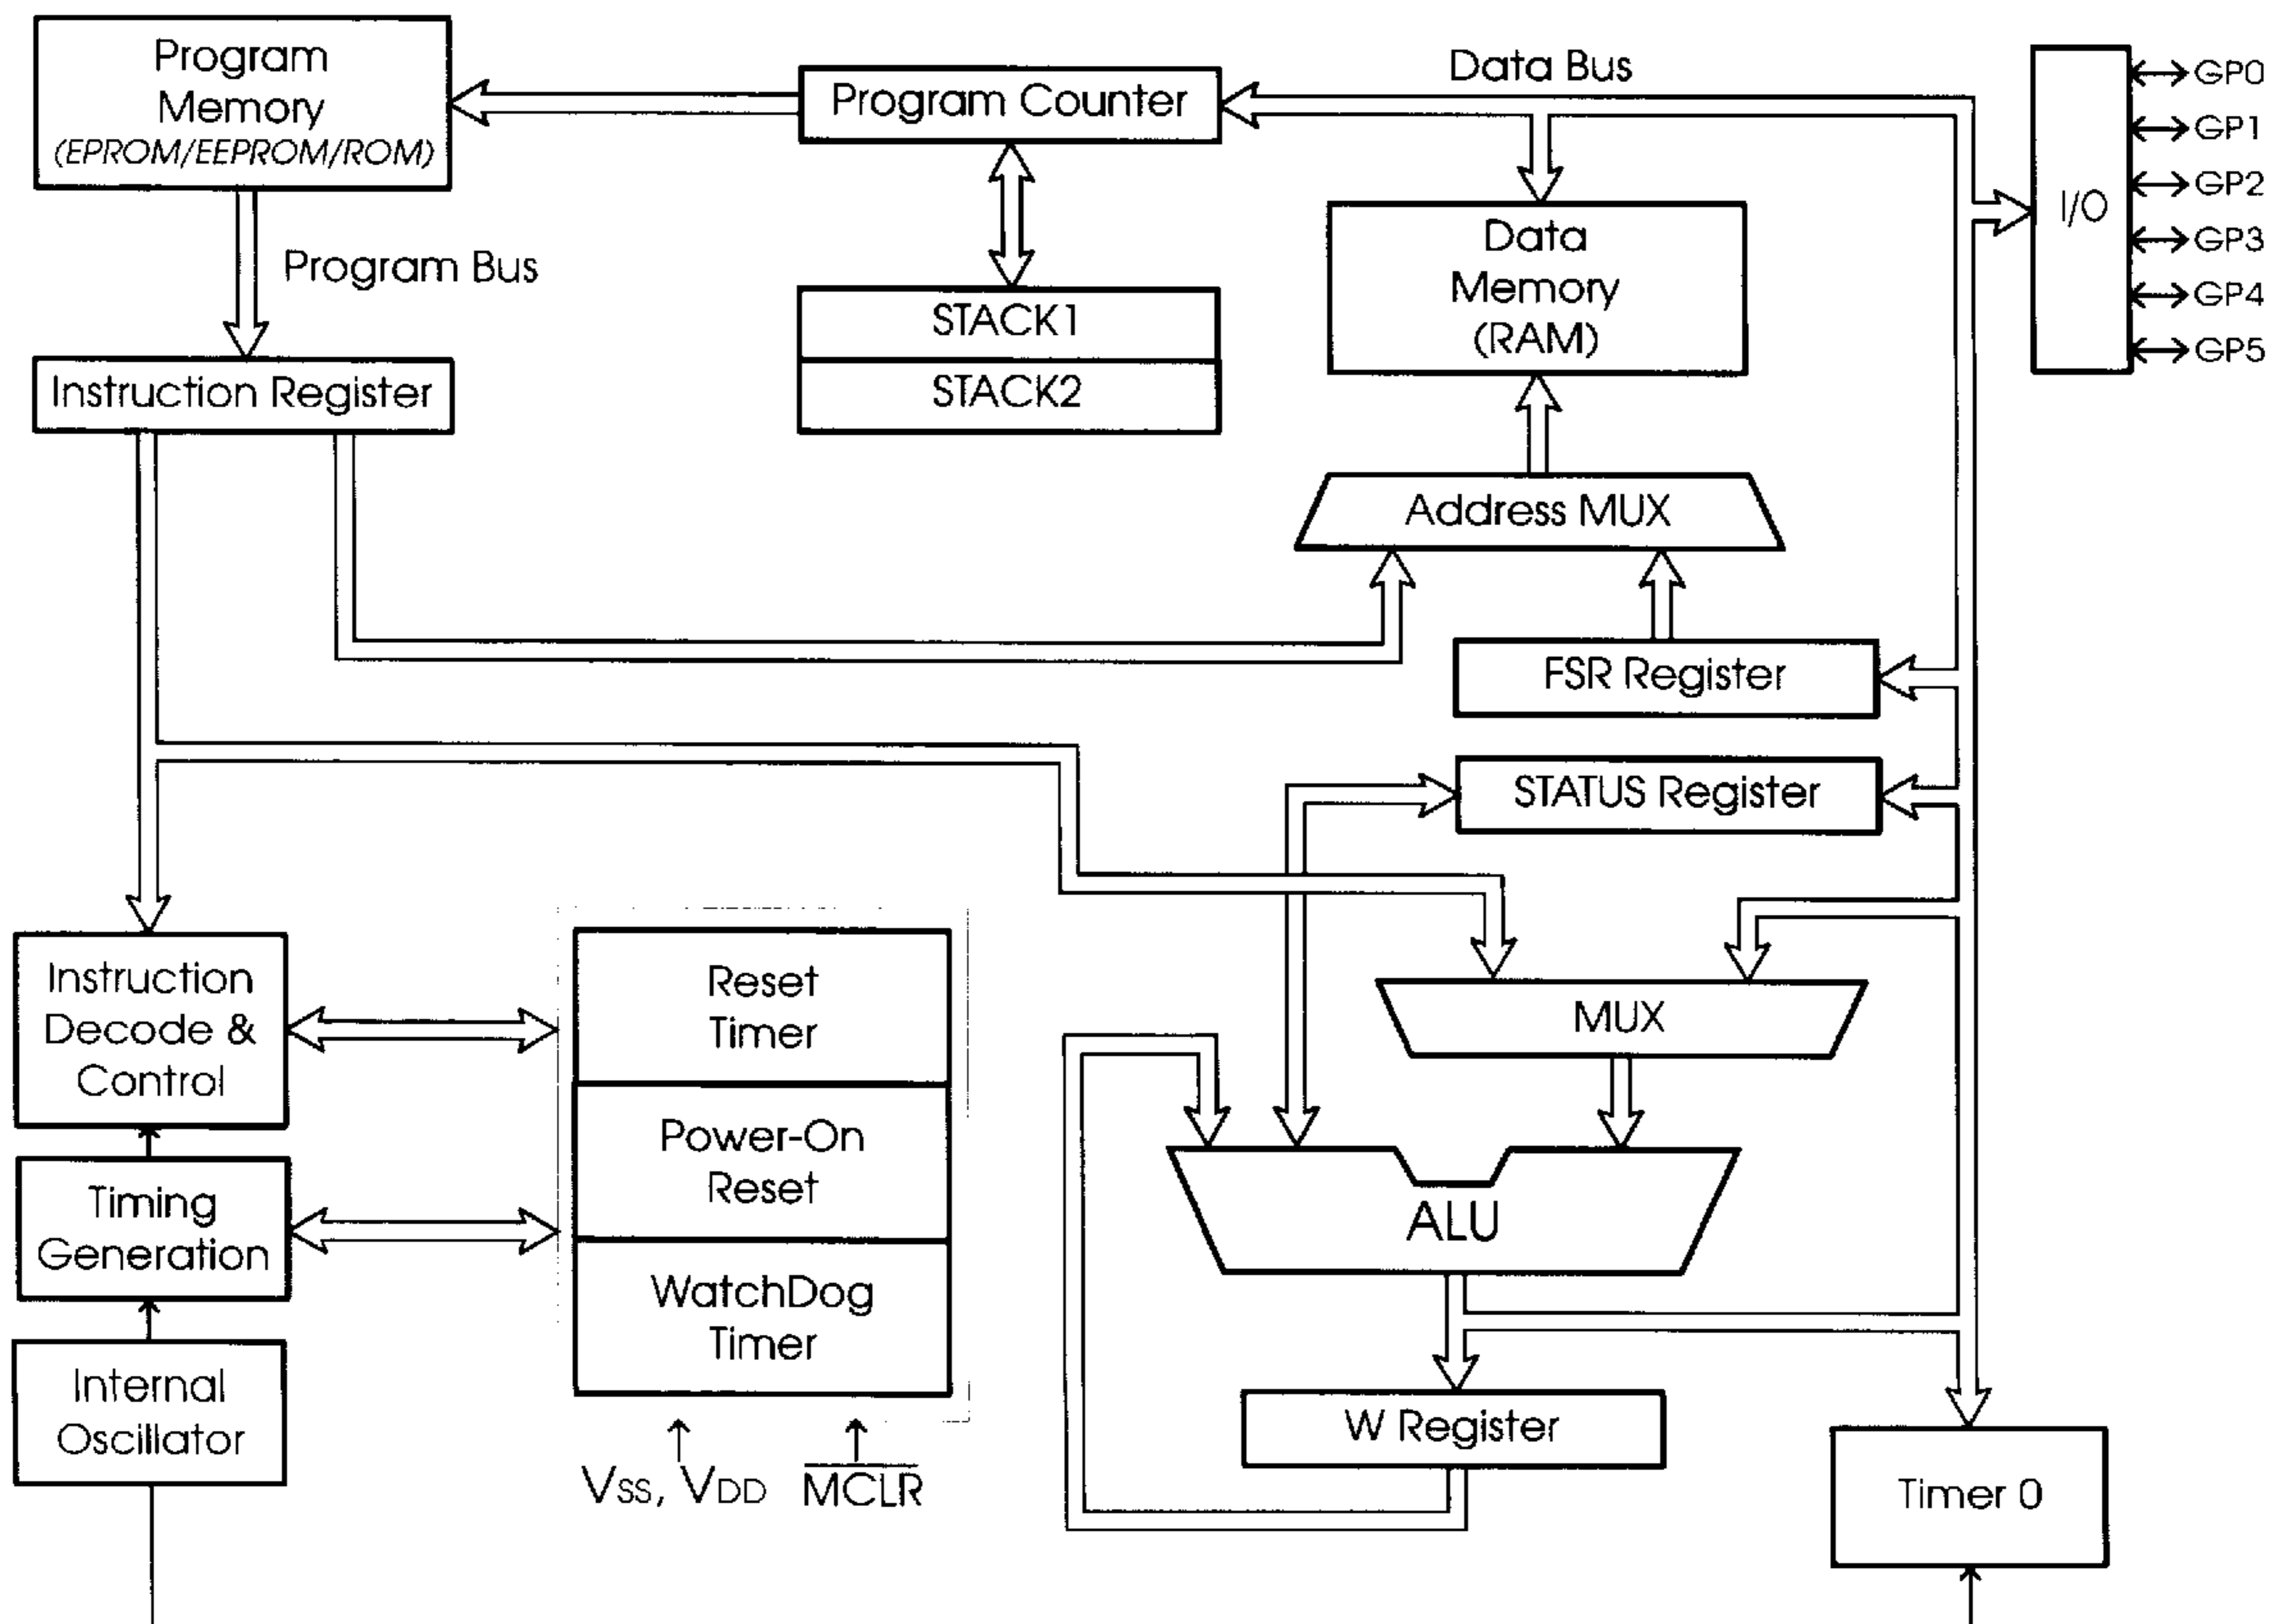 Program
Memory
(EPROM/EEPROM/ROM)
Program Counter
Data Bus
I/O
GP0
GP1
GP2
GP3
GP4
GP5
Program Bus
STACK1
STACK2
Data
Memory
(RAM)
Instruction Register
Address MUX
FSR Register
STATUS Register
Instruction
Decode &
Control
Reset
Timer
MUX
Power-On
Reset
Timing
Generation
ALU
WatchDog
Timer
Internal
Oscillator
W Register
VSS, VDD
MCLR
Timer 0